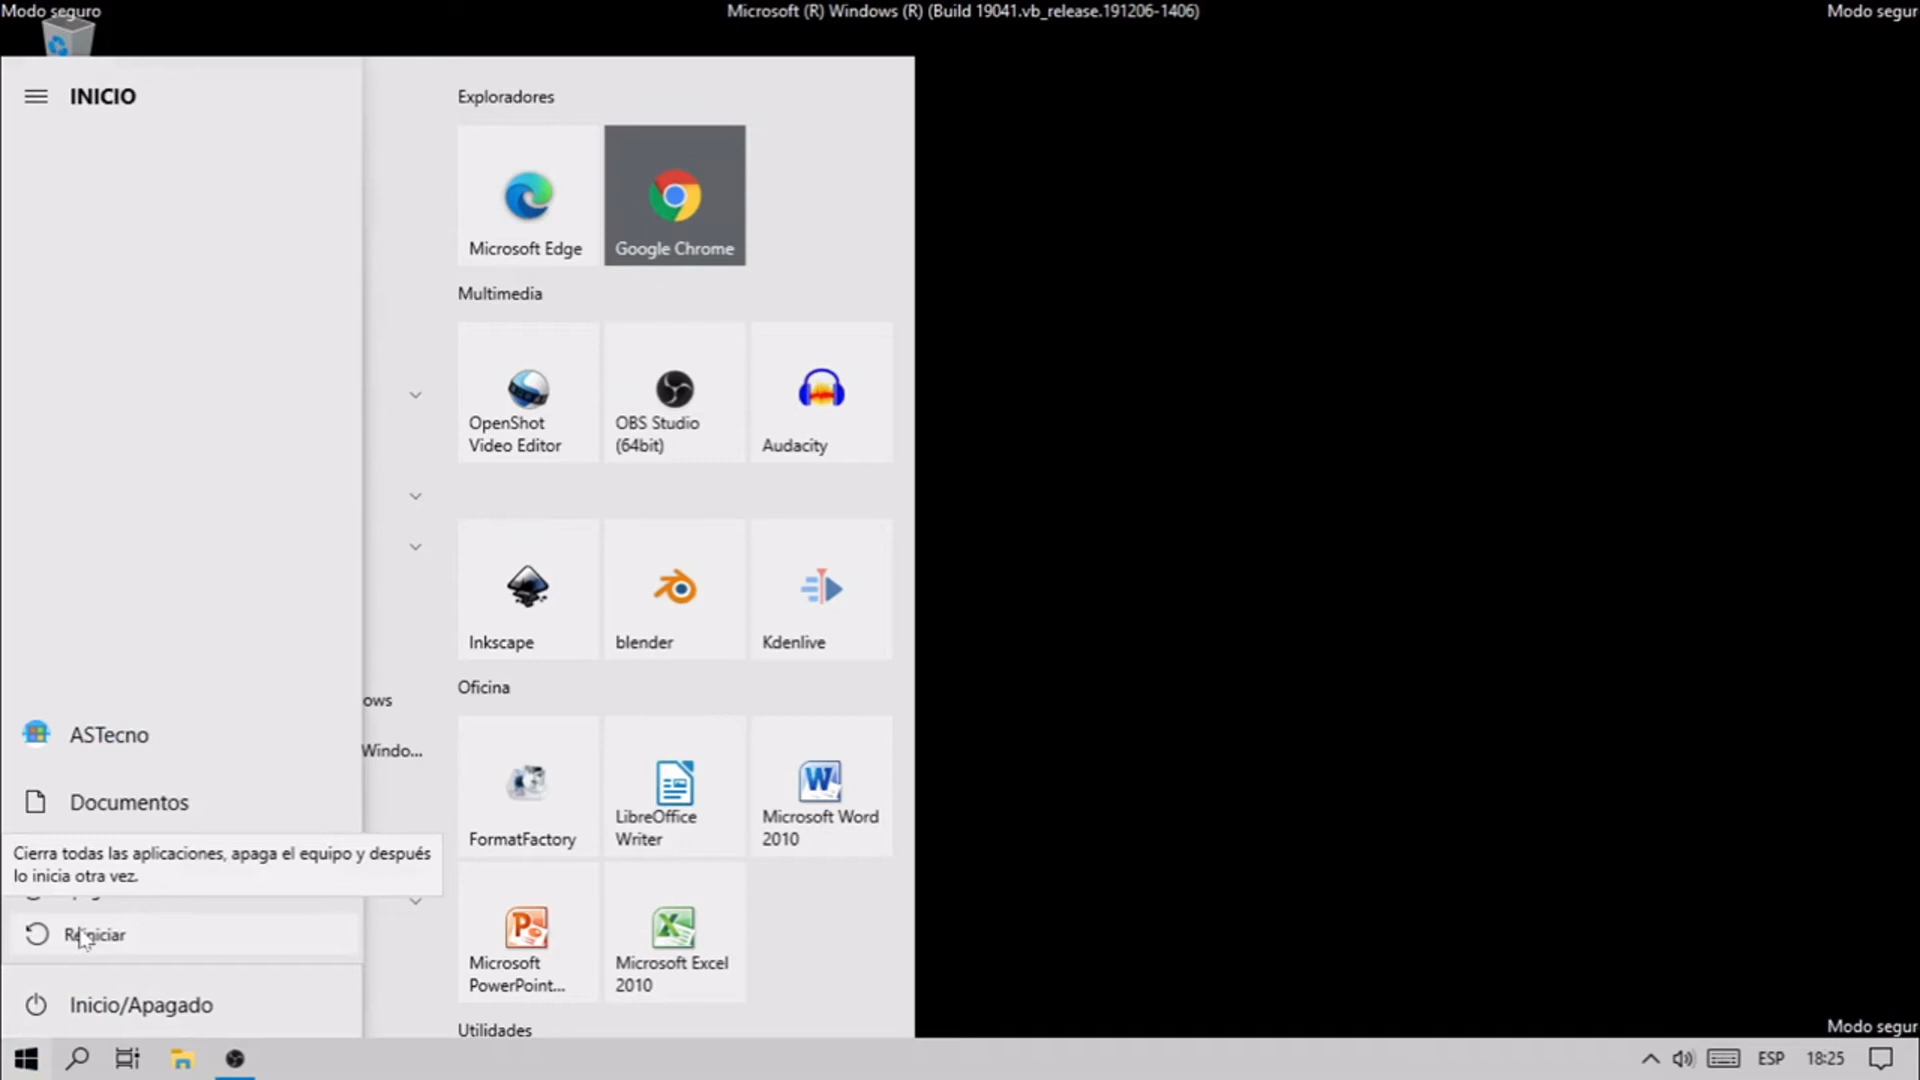 Modo seguro
Microsoft (R) Windows (R) (Build 19041.vb_release.191206-1406)
Modo segur
INICIO
Exploradores
Microsoft Edge
Google Chrome
Multimedia
OpenShot
Video Editor
OBS Studio
(64bit)
Audacity
Inkscape
blender
Kdenlive
Oficina
ows
ASTecno
Windo...
Documentos
FormatFactory
LibreOffice
Writer
Microsoft Word
2010
Cierra todas las aplicaciones, apaga el equipo y después
lo inicia otra vez.
Reiniciar
Microsoft
PowerPoint...
Microsoft Excel
2010
Inicio/Apagado
Utilidades
Modo segur
ESP
18:25